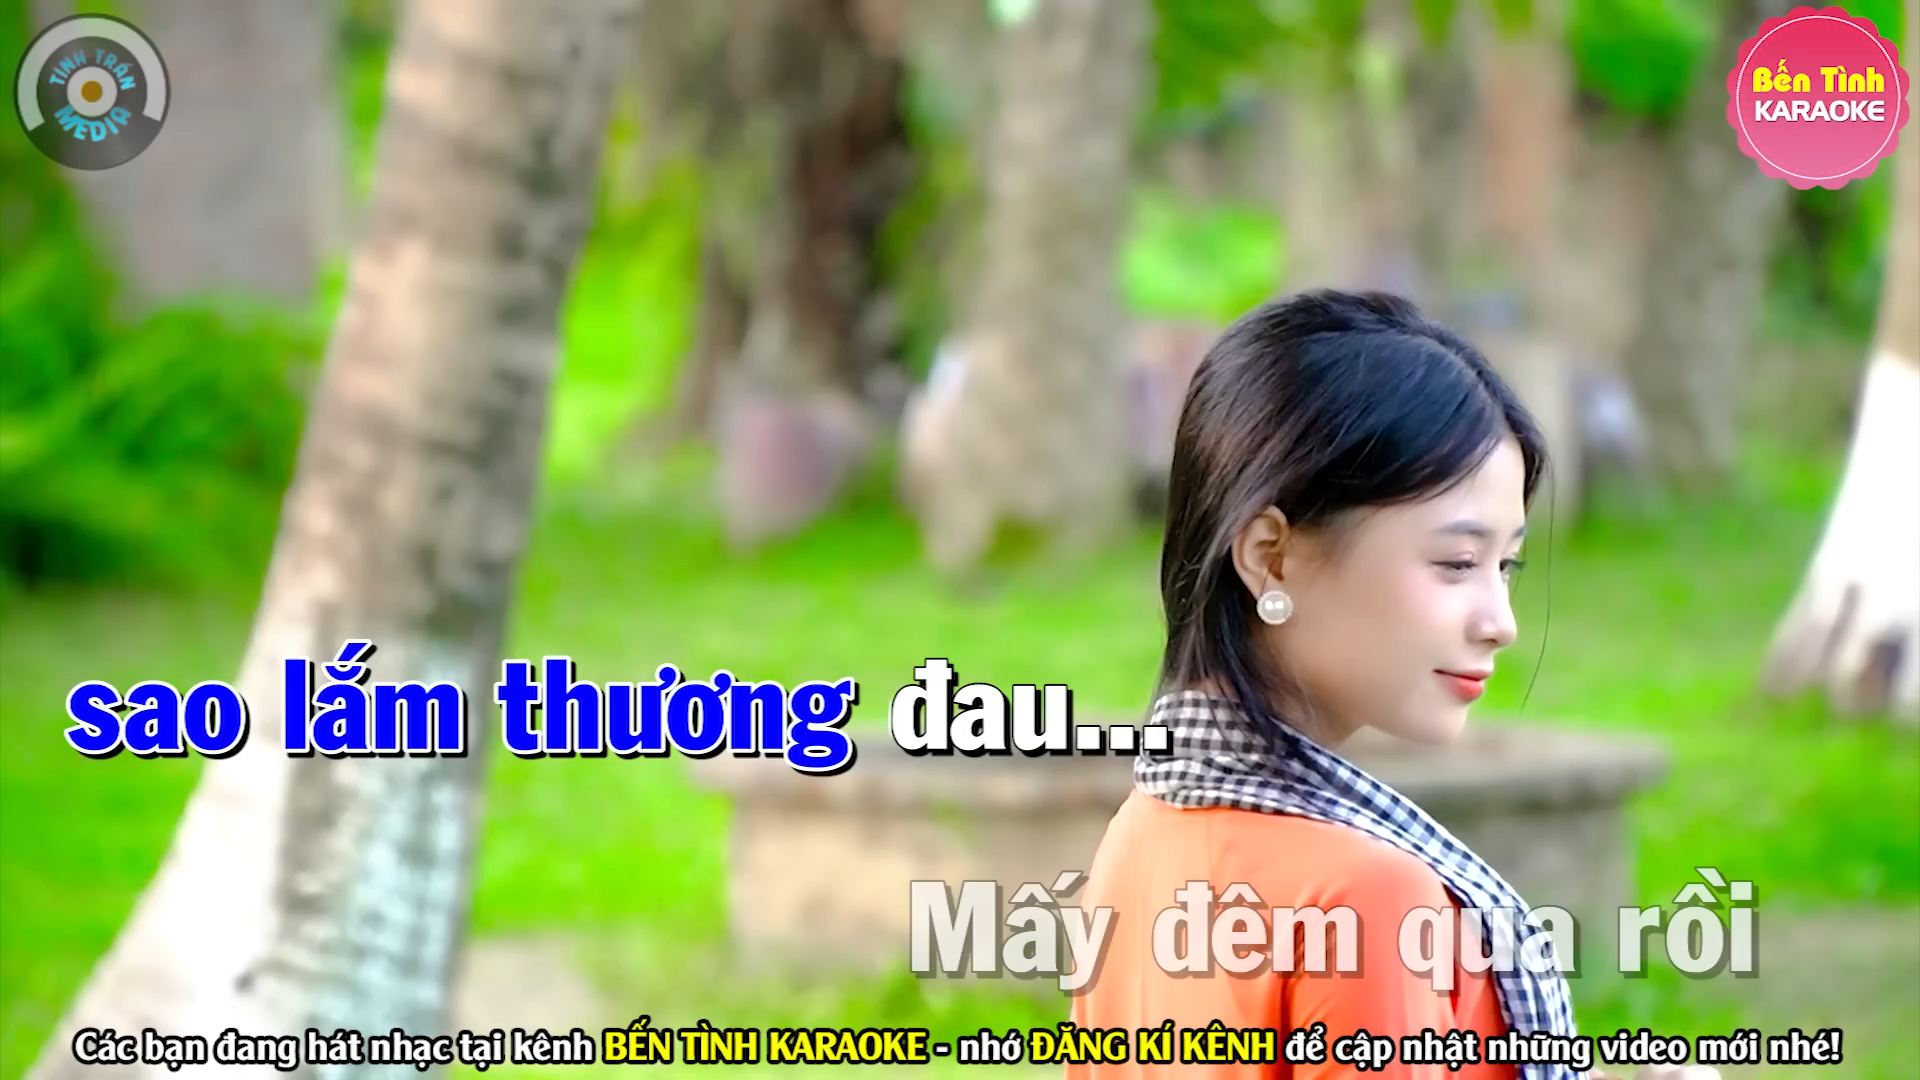 TÌNH TRẦN
MEDIA
Bến Tình
KARAOKE
sao lắm thương đau...
Mấy đêm qua rồi
Các bạn đang hát nhạc tại kênh BẾN TÌNH KARAOKE - nhớ ĐĂNG KÍ KÊNH để cập nhật những video mới nhé!